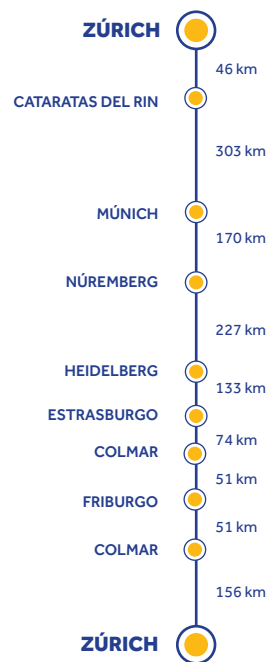 ZÚRICH
46 km
CATARATAS DEL RIN
303 km
MÚNICH
170 km
NÚREMBERG
227 km
HEIDELBERG
133 km
ESTRASBURGO
74 km
COLMAR
51 km
FRIBURGO
51 km
COLMAR
156 km
ZÚRICH